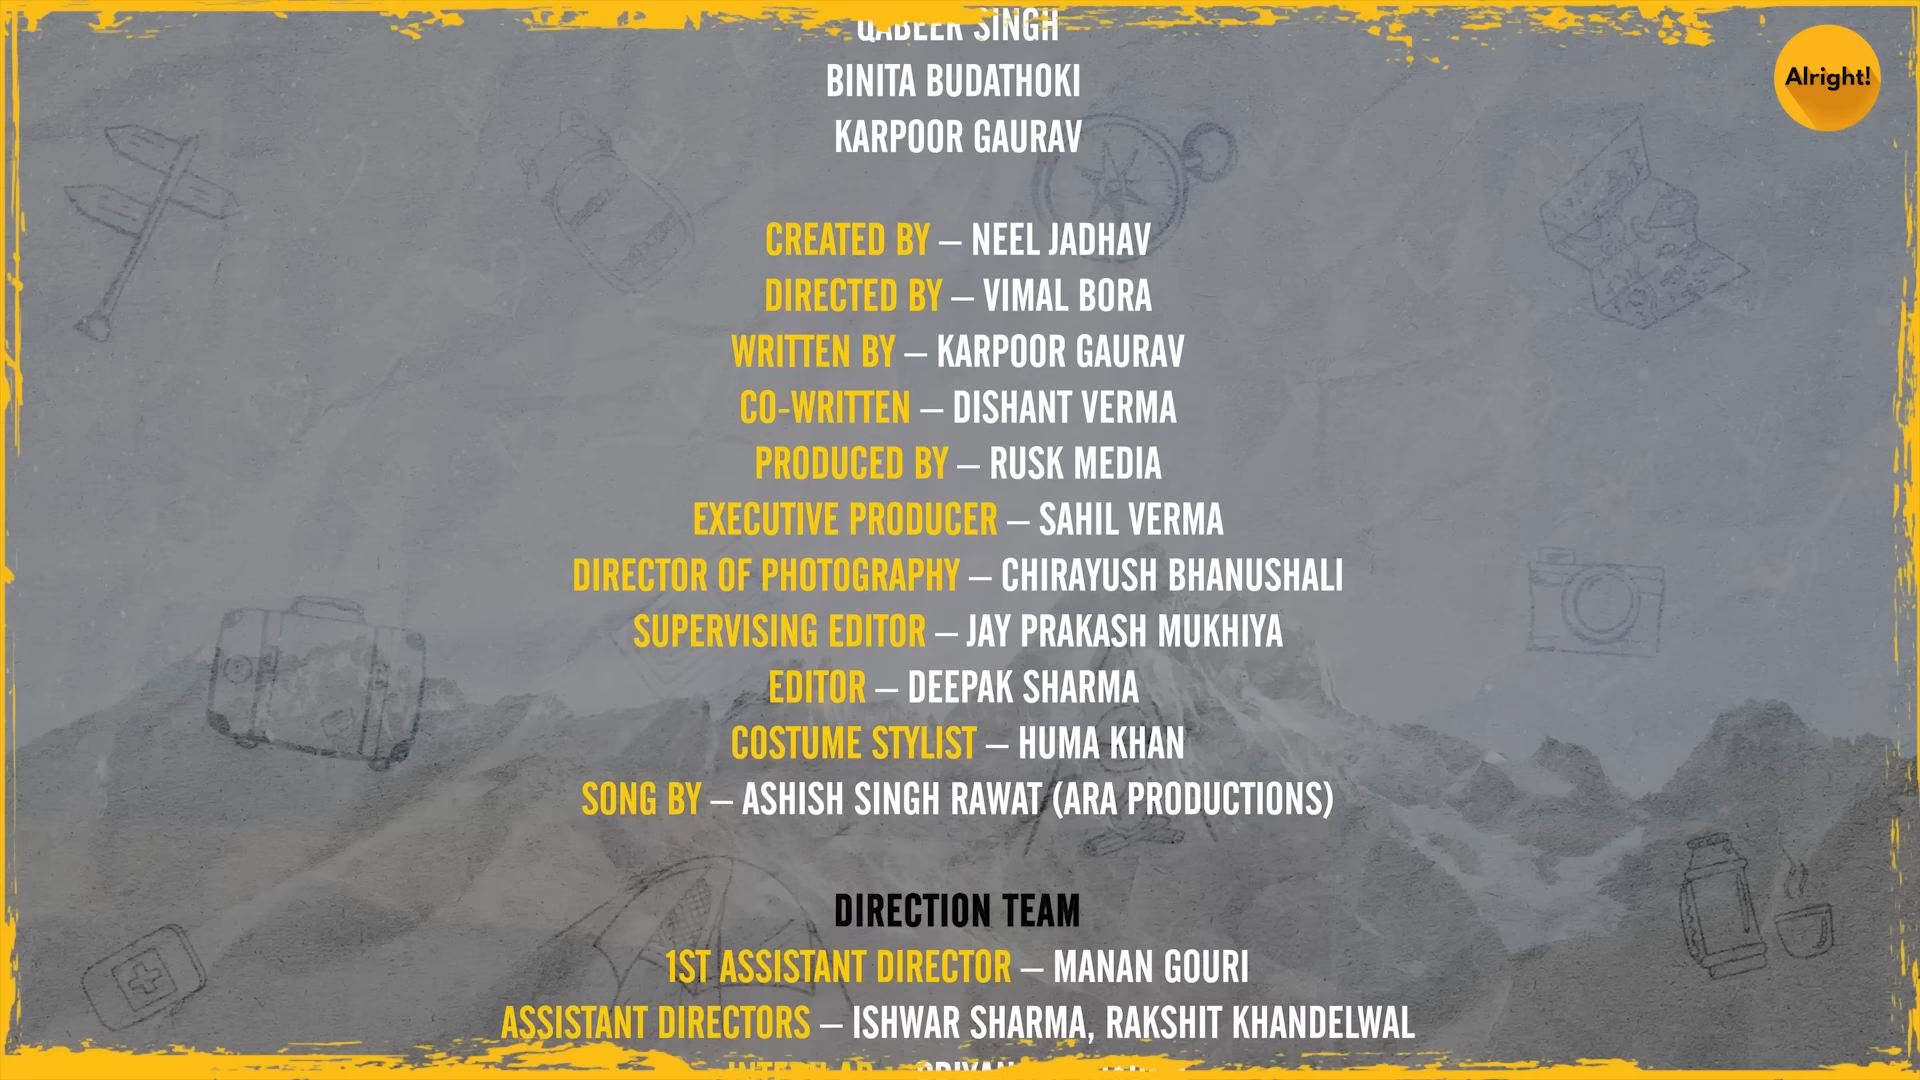 QABEER SINGH
Alright!
BINITA BUDATHOKI
KARPOOR GAURAV
CREATED BY – NEEL JADHAV
DIRECTED BY – VIMAL BORA
WRITTEN BY – KARPOOR GAURAV
CO-WRITTEN – DISHANT VERMA
PRODUCED BY – RUSK MEDIA
EXECUTIVE PRODUCER – SAHIL VERMA
DIRECTOR OF PHOTOGRAPHY – CHIRAYUSH BHANUSHALI
SUPERVISING EDITOR – JAY PRAKASH MUKHIYA
EDITOR – DEEPAK SHARMA
COSTUME STYLIST – HUMA KHAN
SONG BY – ASHISH SINGH RAWAT (ARA PRODUCTIONS)
DIRECTION TEAM
1ST ASSISTANT DIRECTOR – MANAN GOURI
ASSISTANT DIRECTORS – ISHWAR SHARMA, RAKSHIT KHANDELWAL